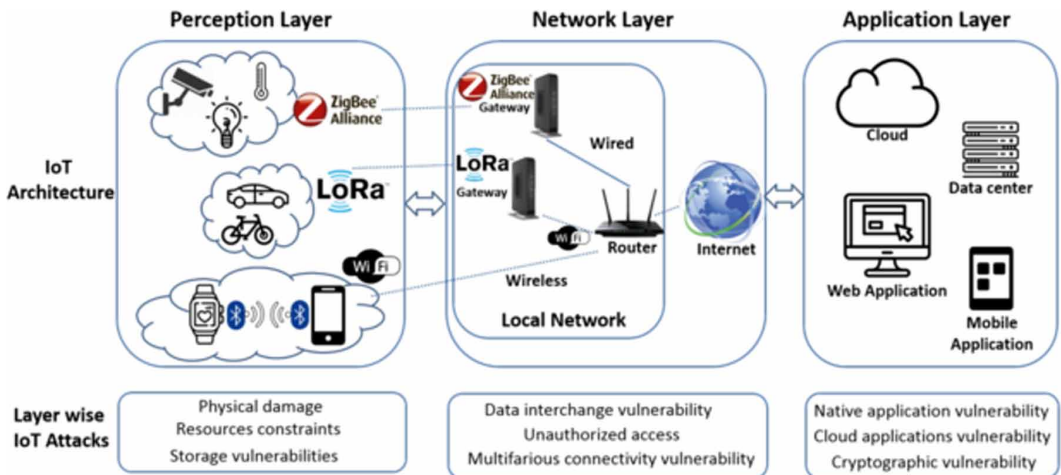 Perception Layer
Network Layer
Application Layer
IoT
Architecture
ZigBee
Alliance
LoRa
Wi Fi
ZigBee
Alliance
Gateway
LoRa
Gateway
Wired
Wi Fi
Router
Wireless
Local Network
Internet
Cloud
Data center
Web Application
Mobile
Application
Layer wise
IoT Attacks
Physical damage
Resources constraints
Storage vulnerabilities
Data interchange vulnerability
Unauthorized access
Multifarious connectivity vulnerability
Native application vulnerability
Cloud applications vulnerability
Cryptographic vulnerability